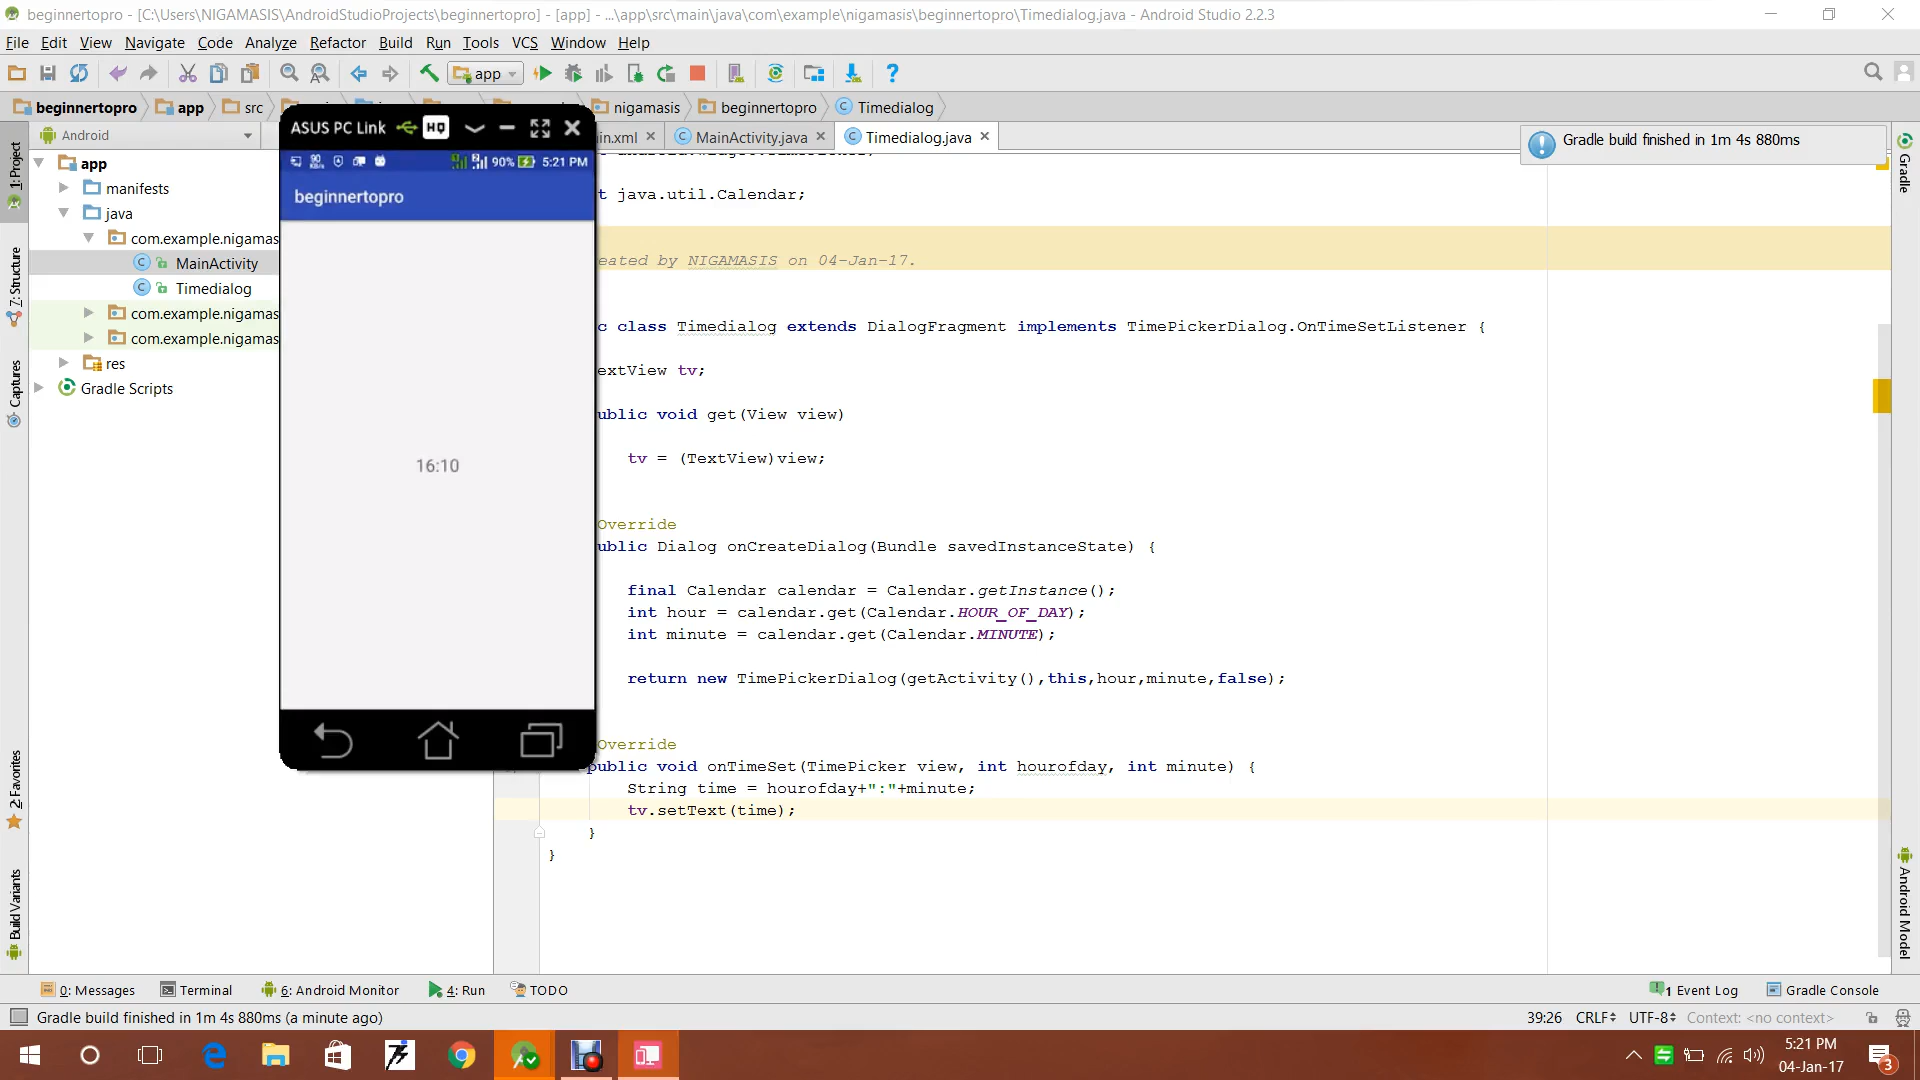 beginnertopro - [C:\Users\NIGAMASIS\AndroidStudioProjects\beginnertopro] - [app] - ...\app\src\main\java\com\example\nigamasis\beginnertopro\Timedialog.java - Android Studio 2.2.3
File Edit View Navigate Code Analyze Refactor Build Run Tools VCS Window Help
app
beginnertopro app src nigamasis beginnertopro Timedialog
Android
in.xml MainActivity.java Timedialog.java
Gradle build finished in 1m 4s 880ms
1: Project
7: Structure
Captures
2: Favorites
Build Variants
app
manifests
java
com.example.nigamas
MainActivity
Timedialog
com.example.nigamas
com.example.nigamas
res
Gradle Scripts
ASUS PC Link HQ
90% 5:21 PM
beginnertopro
16:10
t java.util.Calendar;
eated by NIGAMASIS on 04-Jan-17.
c class Timedialog extends DialogFragment implements TimePickerDialog.OnTimeSetListener {
extView tv;
ublic void get(View view)
tv = (TextView)view;
Override
ublic Dialog onCreateDialog(Bundle savedInstanceState) {
final Calendar calendar = Calendar.getInstance();
int hour = calendar.get(Calendar.HOUR_OF_DAY);
int minute = calendar.get(Calendar.MINUTE);
return new TimePickerDialog(getActivity(),this,hour,minute,false);
Override
public void onTimeSet(TimePicker view, int hourofday, int minute) {
String time = hourofday+":"+minute;
tv.setText(time);
}
}
Gradle
Android Model
0: Messages Terminal 6: Android Monitor 4: Run TODO 1 Event Log Gradle Console
Gradle build finished in 1m 4s 880ms (a minute ago) 39:26 CRLF UTF-8 Context: <no context>
5:21 PM
04-Jan-17
3